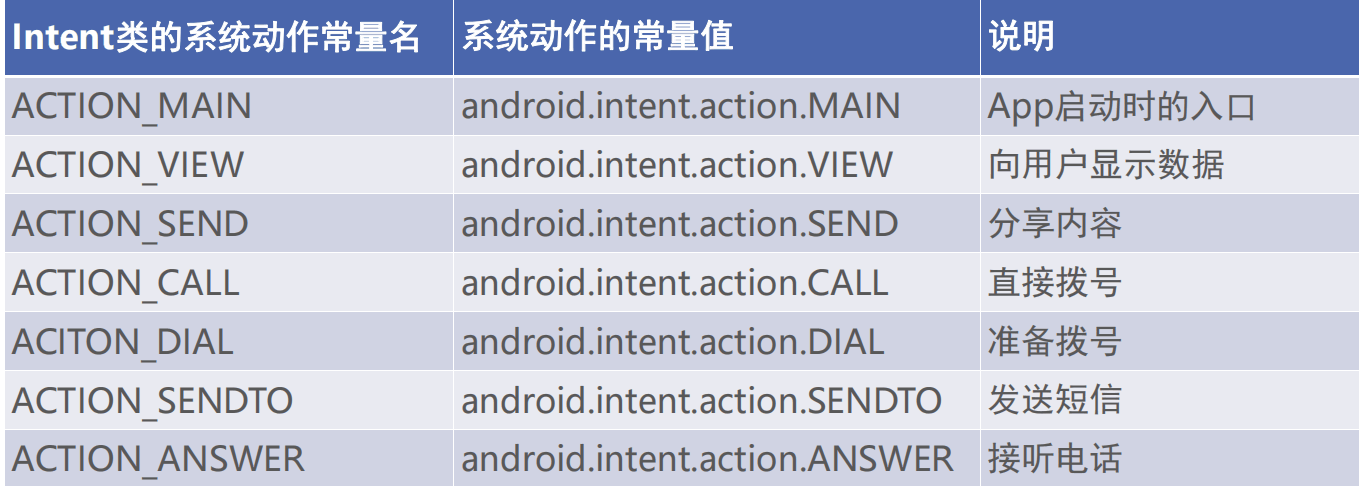 Intent类的系统动作常量名 系统动作的常量值 说明
ACTION_MAIN android.intent.action.MAIN App启动时的入口
ACTION_VIEW android.intent.action.VIEW 向用户显示数据
ACTION_SEND android.intent.action.SEND 分享内容
ACTION_CALL android.intent.action.CALL 直接拨号
ACITON_DIAL android.intent.action.DIAL 准备拨号
ACTION_SENDTO android.intent.action.SENDTO 发送短信
ACTION_ANSWER android.intent.action.ANSWER 接听电话